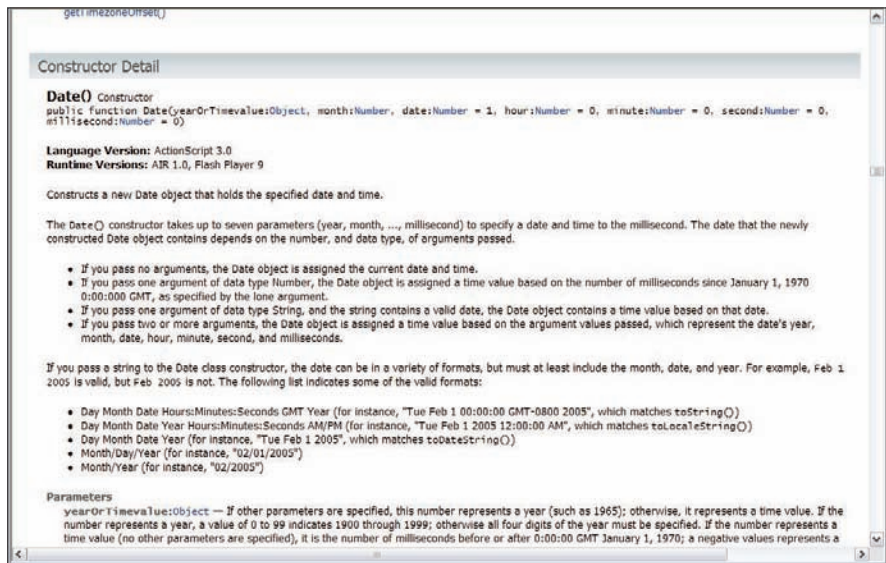 getTimezoneOffset()
Constructor Detail
Date() Constructor
public function Date(yearOrTimevalue:Object, month:Number, date:Number = 1, hour:Number = 0, minute:Number = 0, second:Number = 0,
millisecond:Number = 0)
Language Version: ActionScript 3.0
Runtime Versions: AIR 1.0, Flash Player 9
Constructs a new Date object that holds the specified date and time.
The Date() constructor takes up to seven parameters (year, month, ..., millisecond) to specify a date and time to the millisecond. The date that the newly
constructed Date object contains depends on the number, and data type, of arguments passed.
• If you pass no arguments, the Date object is assigned the current date and time.
• If you pass one argument of data type Number, the Date object is assigned a time value based on the number of milliseconds since January 1, 1970
0:00:000 GMT, as specified by the lone argument.
• If you pass one argument of data type String, and the string contains a valid date, the Date object contains a time value based on that date.
• If you pass two or more arguments, the Date object is assigned a time value based on the argument values passed, which represent the date's year,
month, date, hour, minute, second, and milliseconds.
If you pass a string to the Date class constructor, the date can be in a variety of formats, but must at least include the month, date, and year. For example, Feb 1
2005 is valid, but Feb 2005 is not. The following list indicates some of the valid formats:
• Day Month Date Hours:Minutes:Seconds GMT Year (for instance, "Tue Feb 1 00:00:00 GMT-0800 2005", which matches toString())
• Day Month Date Year Hours:Minutes:Seconds AM/PM (for instance, "Tue Feb 1 2005 12:00:00 AM", which matches toLocaleString())
• Day Month Date Year (for instance, "Tue Feb 1 2005", which matches toDateString())
• Month/Day/Year (for instance, "02/01/2005")
• Month/Year (for instance, "02/2005")
Parameters
yearOrTimevalue:Object — If other parameters are specified, this number represents a year (such as 1965); otherwise, it represents a time value. If the
number represents a year, a value of 0 to 99 indicates 1900 through 1999; otherwise all four digits of the year must be specified. If the number represents a
time value (no other parameters are specified), it is the number of milliseconds before or after 0:00:00 GMT January 1, 1970; a negative values represents a